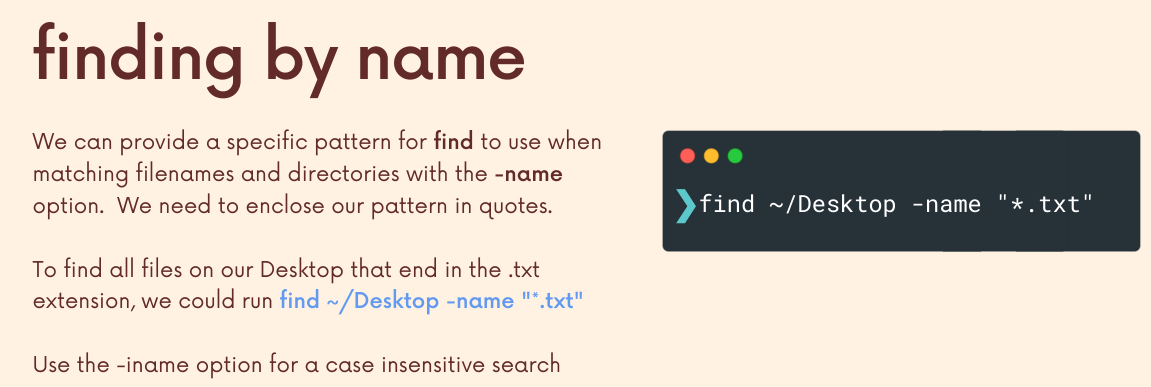 finding by name
We can provide a specific pattern for find to use when
matching filenames and directories with the -name
option.  We need to enclose our pattern in quotes.
To find all files on our Desktop that end in the .txt
extension, we could run find ~/Desktop -name "*.txt"
Use the -iname option for a case insensitive search
❯find ~/Desktop -name "*.txt"